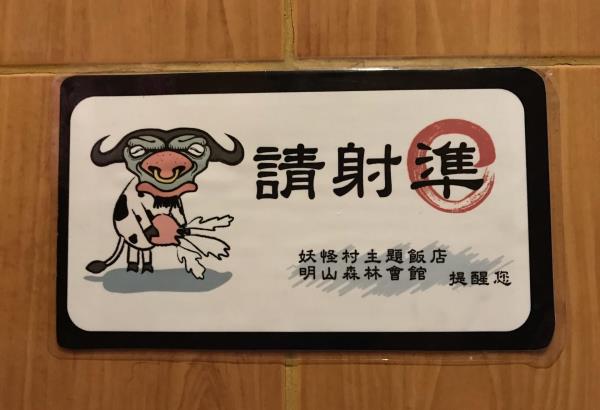 請射準
妖怪村主題飯店
明山森林會館
提醒您